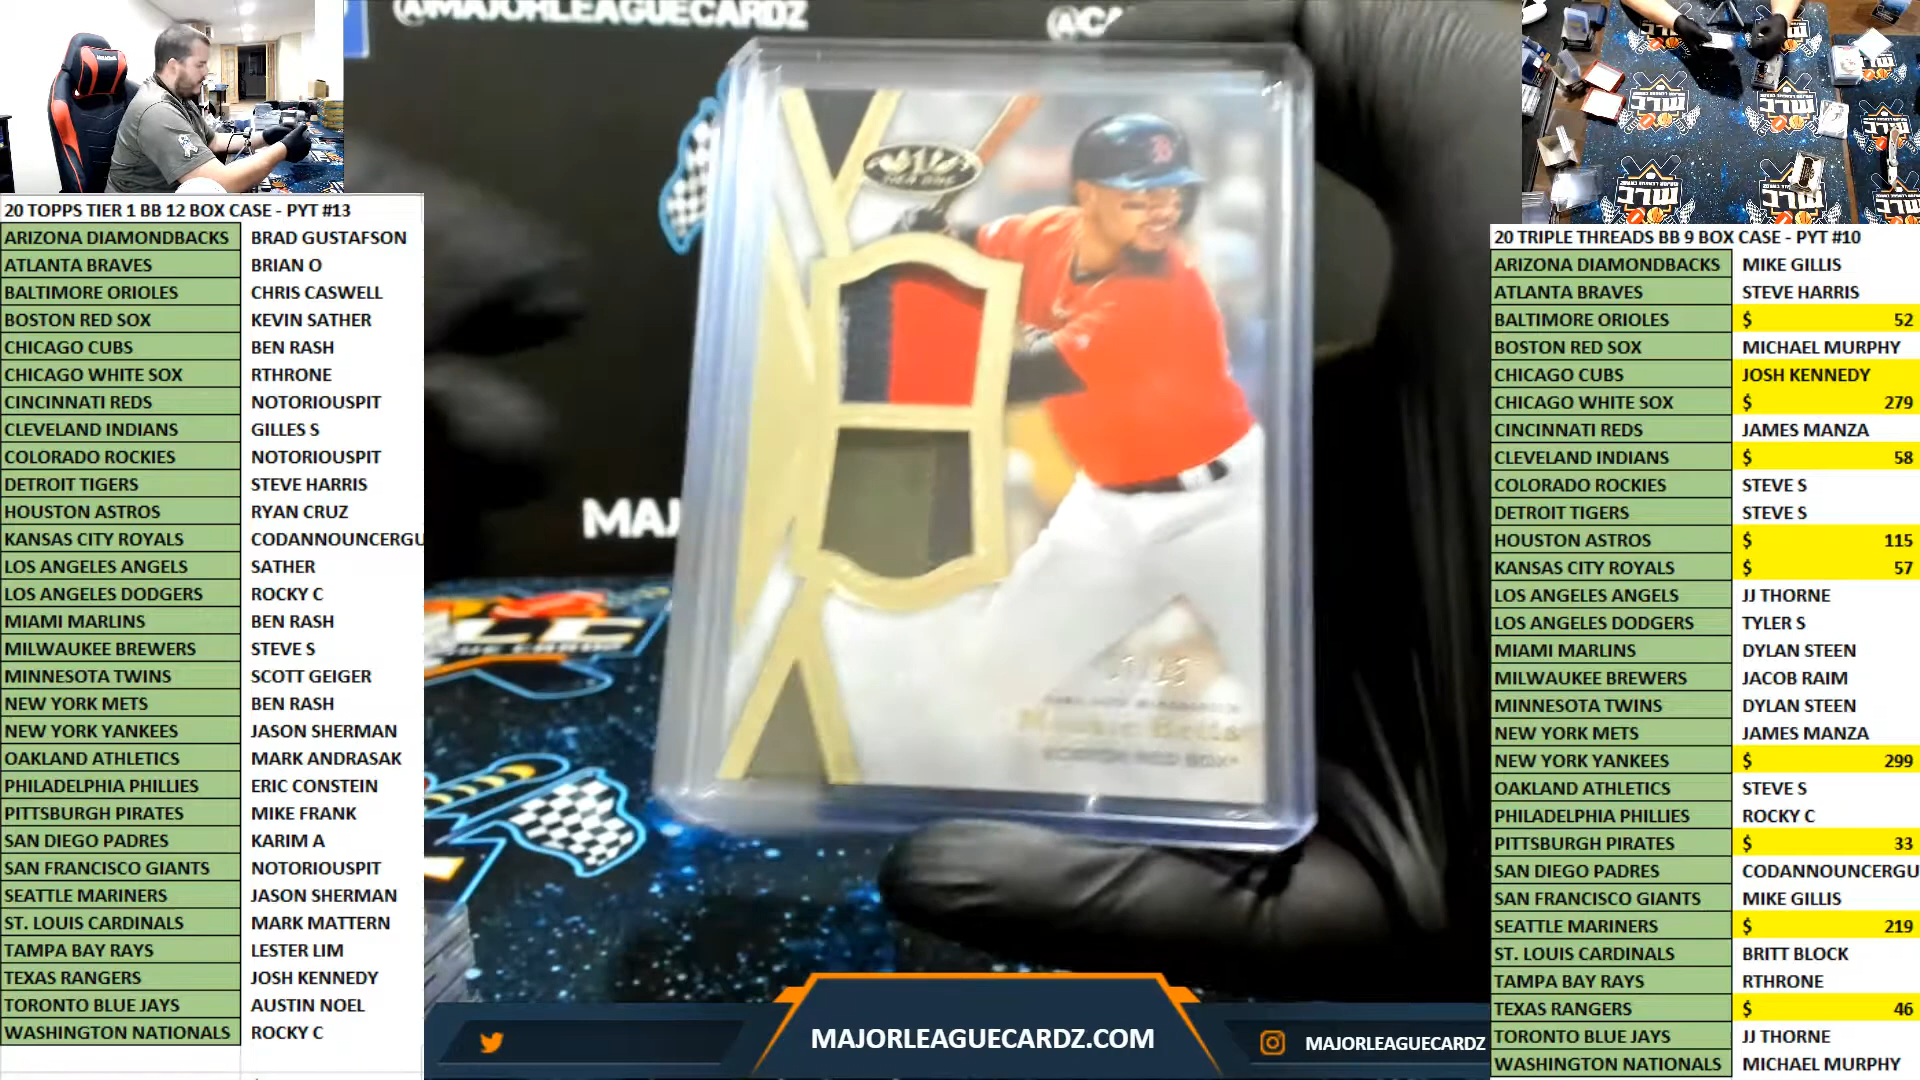 @MAJORLEAGUECARDZ
20 TOPPS TIER 1 BB 12 BOX CASE - PYT #13
ARIZONA DIAMONDBACKS BRAD GUSTAFSON
ATLANTA BRAVES BRIAN O
BALTIMORE ORIOLES CHRIS CASWELL
BOSTON RED SOX KEVIN SATHER
CHICAGO CUBS BEN RASH
CHICAGO WHITE SOX RTHRONE
CINCINNATI REDS NOTORIOUSPIT
CLEVELAND INDIANS GILLES S
COLORADO ROCKIES NOTORIOUSPIT
DETROIT TIGERS STEVE HARRIS
HOUSTON ASTROS RYAN CRUZ
KANSAS CITY ROYALS CODANNOUNCERGU
LOS ANGELES ANGELS SATHER
LOS ANGELES DODGERS ROCKY C
MIAMI MARLINS BEN RASH
MILWAUKEE BREWERS STEVE S
MINNESOTA TWINS SCOTT GEIGER
NEW YORK METS BEN RASH
NEW YORK YANKEES JASON SHERMAN
OAKLAND ATHLETICS MARK ANDRASAK
PHILADELPHIA PHILLIES ERIC CONSTEIN
PITTSBURGH PIRATES MIKE FRANK
SAN DIEGO PADRES KARIM A
SAN FRANCISCO GIANTS NOTORIOUSPIT
SEATTLE MARINERS JASON SHERMAN
ST. LOUIS CARDINALS MARK MATTERN
TAMPA BAY RAYS LESTER LIM
TEXAS RANGERS JOSH KENNEDY
TORONTO BLUE JAYS AUSTIN NOEL
WASHINGTON NATIONALS ROCKY C
TIER ONE
B
MAJ
Mookie Betts
BOSTON RED SOX
MAJORLEAGUECARDZ.COM
MAJORLEAGUECARDZ
20 TRIPLE THREADS BB 9 BOX CASE - PYT #10
ARIZONA DIAMONDBACKS MIKE GILLIS
ATLANTA BRAVES STEVE HARRIS
BALTIMORE ORIOLES $ 52
BOSTON RED SOX MICHAEL MURPHY
CHICAGO CUBS JOSH KENNEDY
CHICAGO WHITE SOX $ 279
CINCINNATI REDS JAMES MANZA
CLEVELAND INDIANS $ 58
COLORADO ROCKIES STEVE S
DETROIT TIGERS STEVE S
HOUSTON ASTROS $ 115
KANSAS CITY ROYALS $ 57
LOS ANGELES ANGELS JJ THORNE
LOS ANGELES DODGERS TYLER S
MIAMI MARLINS DYLAN STEEN
MILWAUKEE BREWERS JACOB RAIM
MINNESOTA TWINS DYLAN STEEN
NEW YORK METS JAMES MANZA
NEW YORK YANKEES $ 299
OAKLAND ATHLETICS STEVE S
PHILADELPHIA PHILLIES ROCKY C
PITTSBURGH PIRATES $ 33
SAN DIEGO PADRES CODANNOUNCERGU
SAN FRANCISCO GIANTS MIKE GILLIS
SEATTLE MARINERS $ 219
ST. LOUIS CARDINALS BRITT BLOCK
TAMPA BAY RAYS RTHRONE
TEXAS RANGERS $ 46
TORONTO BLUE JAYS JJ THORNE
WASHINGTON NATIONALS MICHAEL MURPHY